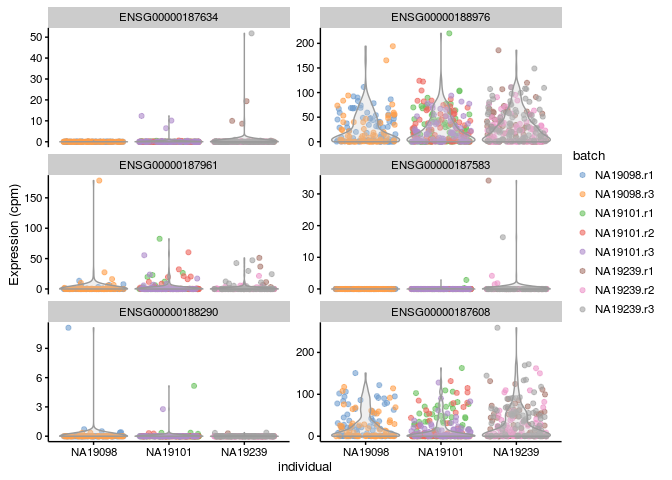 ENSG00000187634
ENSG00000188976
50
40
30
20
10
0
200
150
100
50
0
ENSG00000187961
ENSG00000187583
150
100
50
0
30
20
10
0
ENSG00000188290
ENSG00000187608
9
6
3
0
200
100
0
NA19098 NA19101 NA19239
NA19098 NA19101 NA19239
individual
Expression (cpm)
batch
NA19098.r1
NA19098.r3
NA19101.r1
NA19101.r2
NA19101.r3
NA19239.r1
NA19239.r2
NA19239.r3